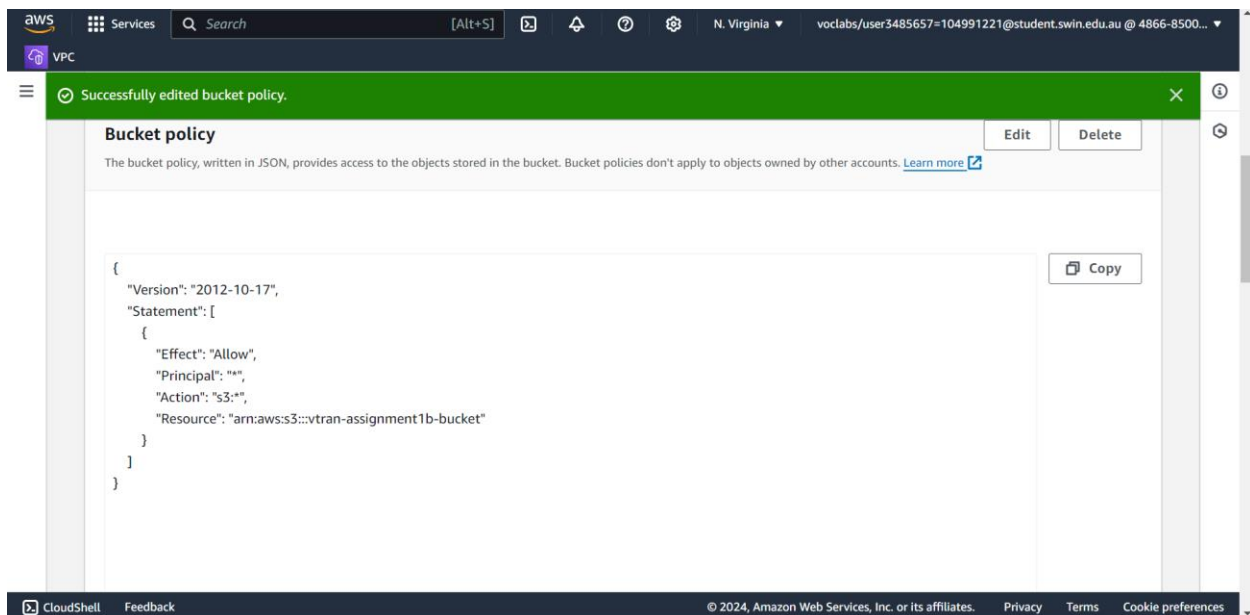 aws Services Search [Alt+S] N. Virginia ▼ voclabs/user3485657=104991221@student.swin.edu.au @ 4866-8500... ▼
VPC
Successfully edited bucket policy.
Bucket policy Edit Delete
The bucket policy, written in JSON, provides access to the objects stored in the bucket. Bucket policies don't apply to objects owned by other accounts. Learn more
Copy
{
"Version": "2012-10-17",
"Statement": [
{
"Effect": "Allow",
"Principal": "*",
"Action": "s3:*",
"Resource": "arn:aws:s3:::vtran-assignment1b-bucket"
}
]
}
CloudShell Feedback © 2024, Amazon Web Services, Inc. or its affiliates. Privacy Terms Cookie preferences